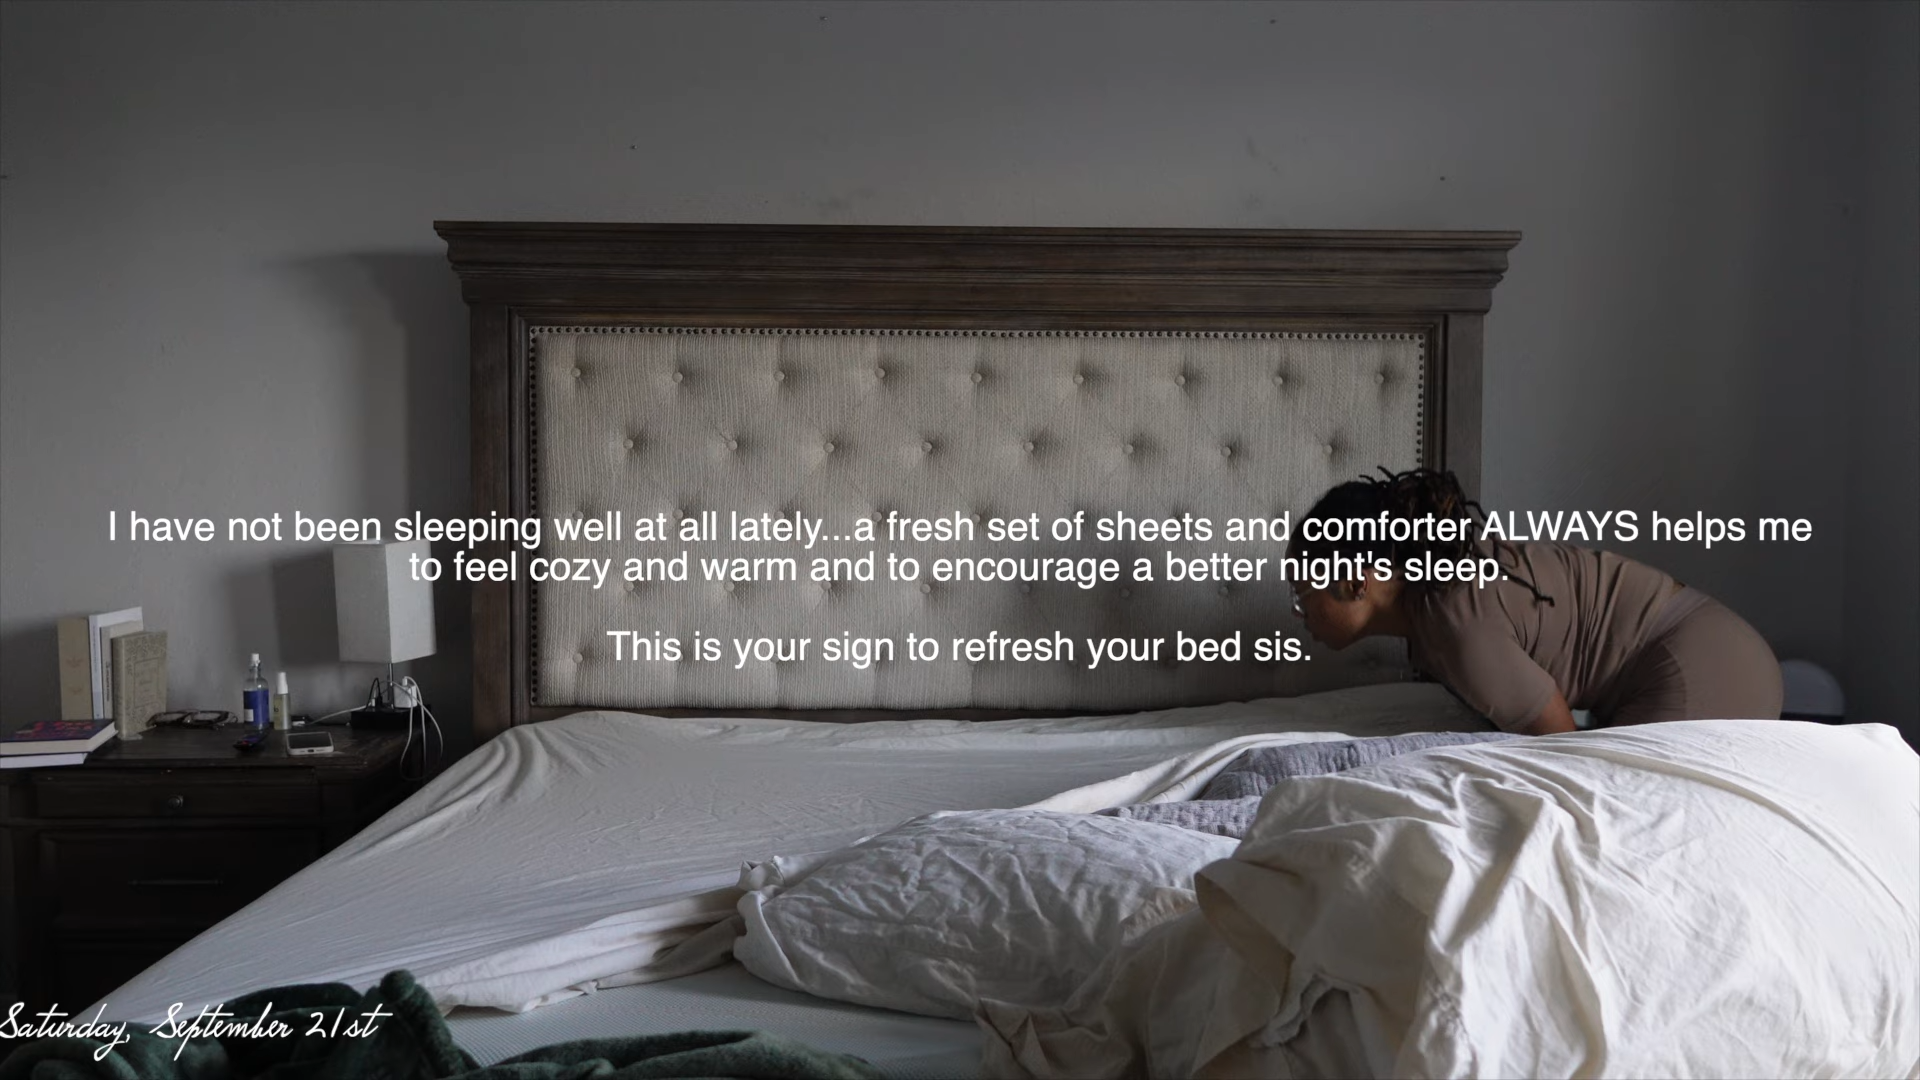 I have not been sleeping well at all lately...a fresh set of sheets and comforter ALWAYS helps me
to feel cozy and warm and to encourage a better night's sleep.
This is your sign to refresh your bed sis.
Saturday, September 21st